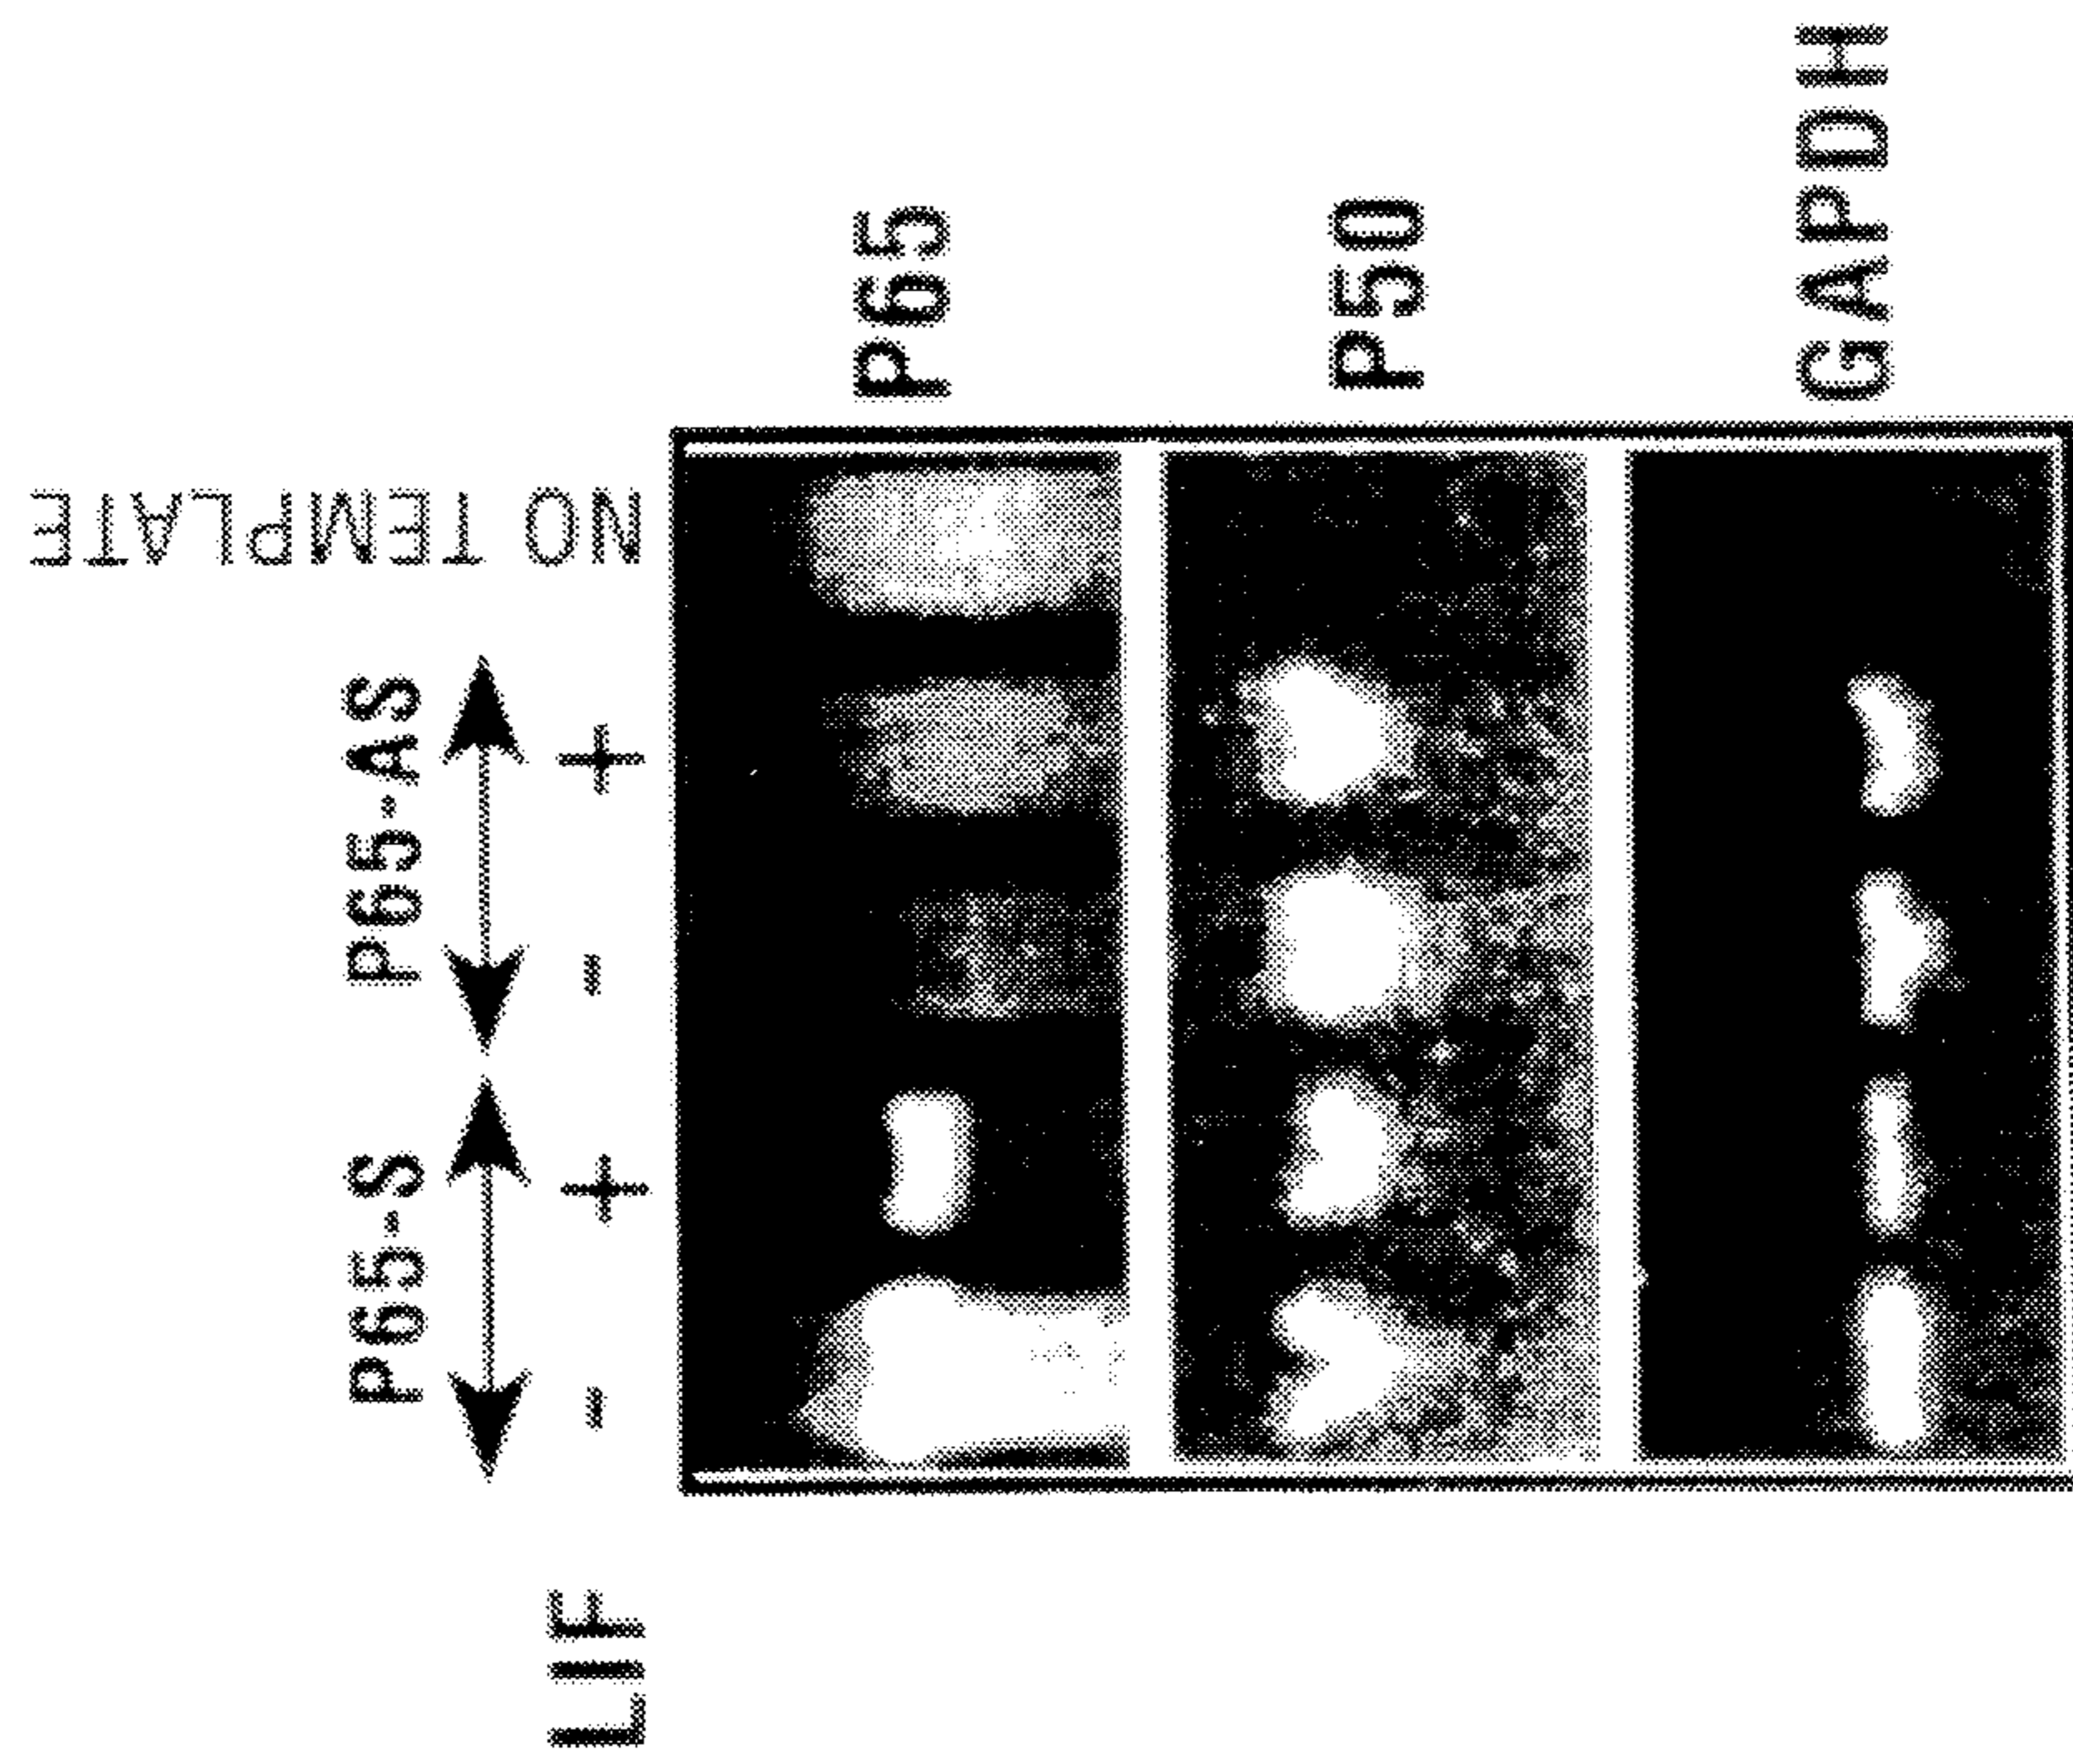 P65-S P65-AS NO TEMPLATE
LIF - + - +
P65
P50
GAPDH